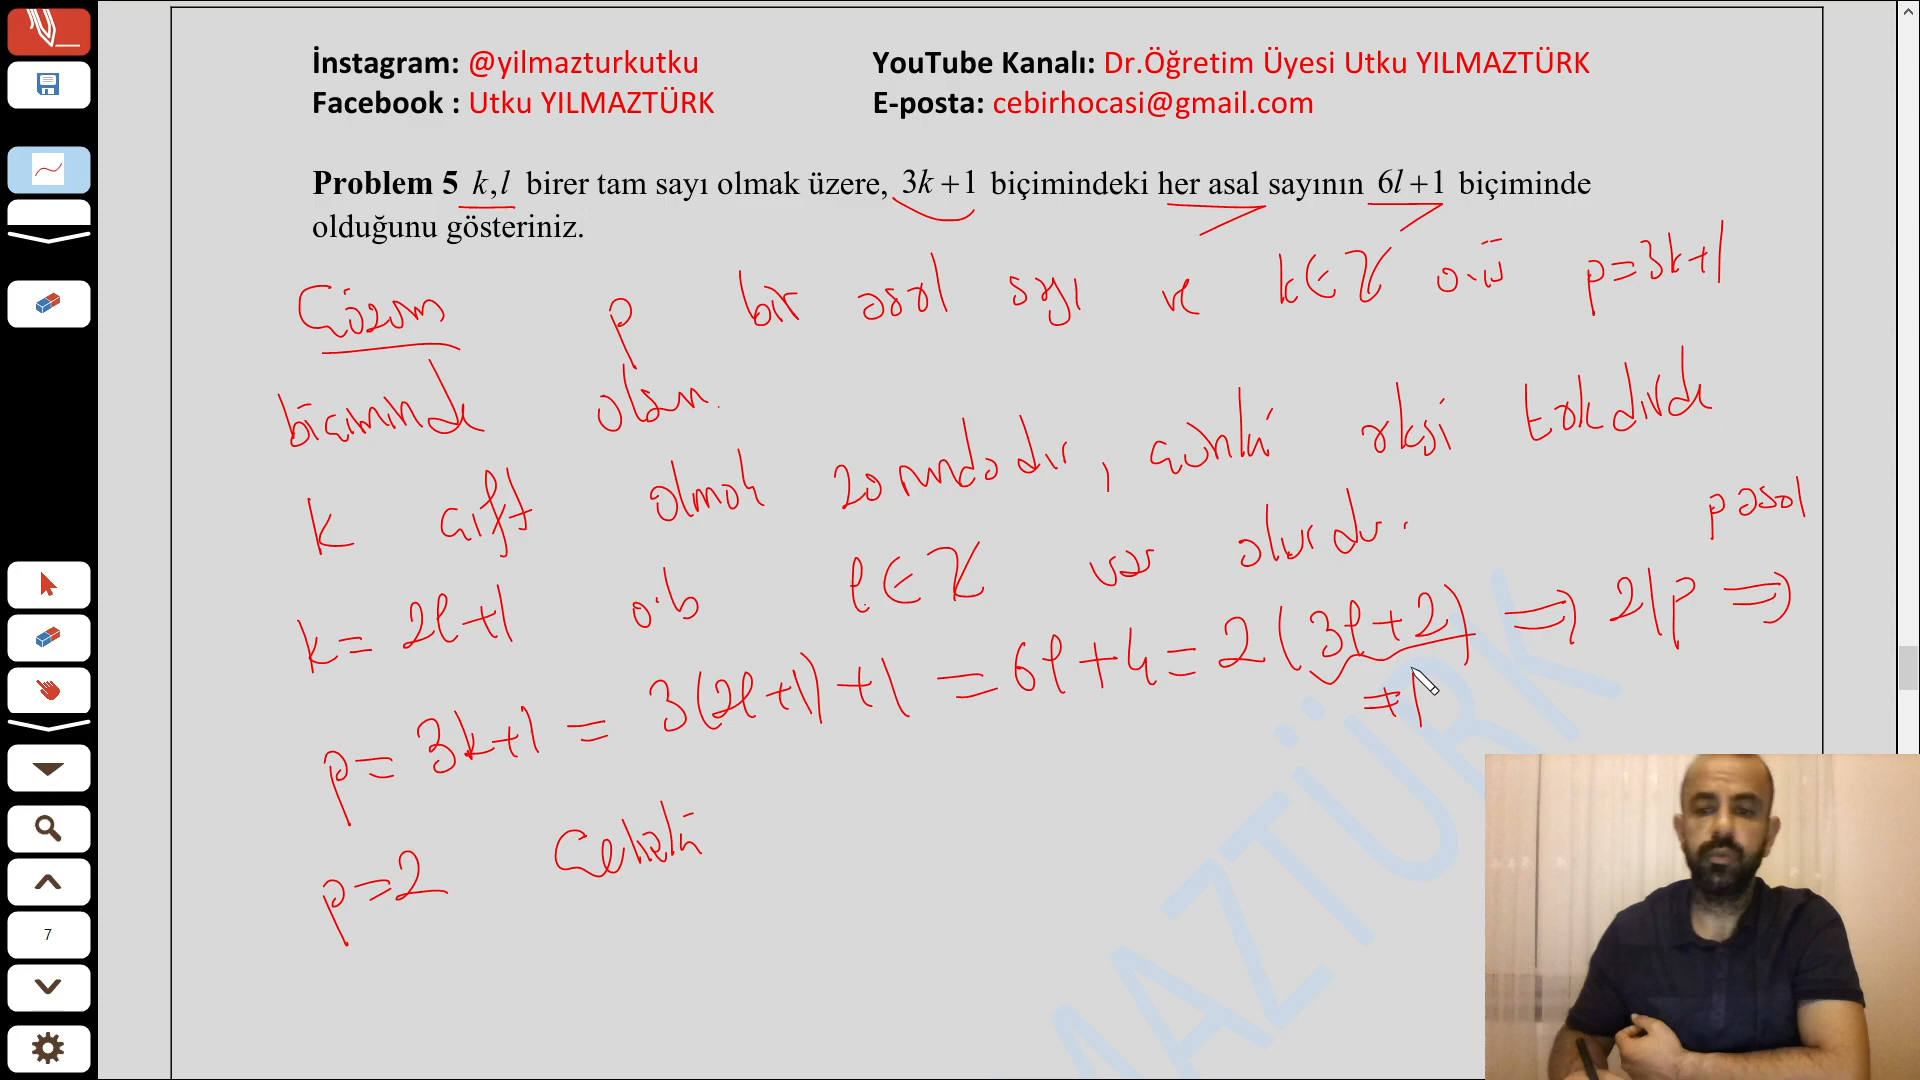 İnstagram: @yilmazturkutku
YouTube Kanalı: Dr.Öğretim Üyesi Utku YILMAZTÜRK
Facebook : Utku YILMAZTÜRK
E-posta: cebirhocasi@gmail.com
Problem 5 k,l birer tam sayı olmak üzere, 3k+1 biçimindeki her asal sayının 6l+1 biçiminde
olduğunu gösteriniz.
Çözüm p bir asal sayı ve k∈Z o.ü p=3k+1
biçiminde olsun.
k çift olmak zorundadır, çünkü aksi takdirde
k=2l+1 o.b l∈Z var olurdu.
p=3k+1=3(2l+1)+1=6l+4=2(3l+2) ⇒ 2|p ⇒ p asal
≠1
p=2 Çelişki
MAZTÜRK
7